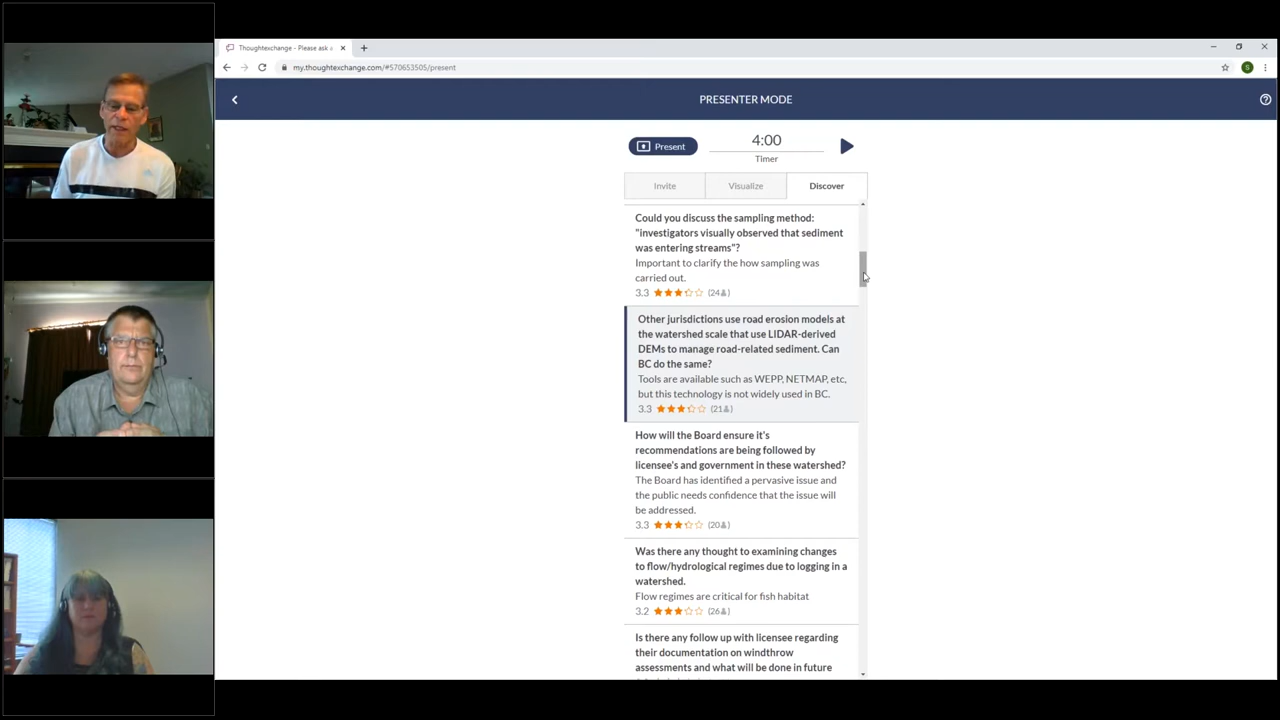 Thoughtexchange - Please ask a
my.thoughtexchange.com/#570653505/present
S
PRESENTER MODE
Present
4:00
Timer
Invite
Visualize
Discover
Could you discuss the sampling method:
"investigators visually observed that sediment
was entering streams"?
Important to clarify the how sampling was
carried out.
3.3 (24)
Other jurisdictions use road erosion models at
the watershed scale that use LIDAR-derived
DEMs to manage road-related sediment. Can
BC do the same?
Tools are available such as WEPP, NETMAP, etc,
but this technology is not widely used in BC.
3.3 (21)
How will the Board ensure it's
recommendations are being followed by
licensee's and government in these watershed?
The Board has identified a pervasive issue and
the public needs confidence that the issue will
be addressed.
3.3 (20)
Was there any thought to examining changes
to flow/hydrological regimes due to logging in a
watershed.
Flow regimes are critical for fish habitat
3.2 (26)
Is there any follow up with licensee regarding
their documentation on windthrow
assessments and what will be done in future